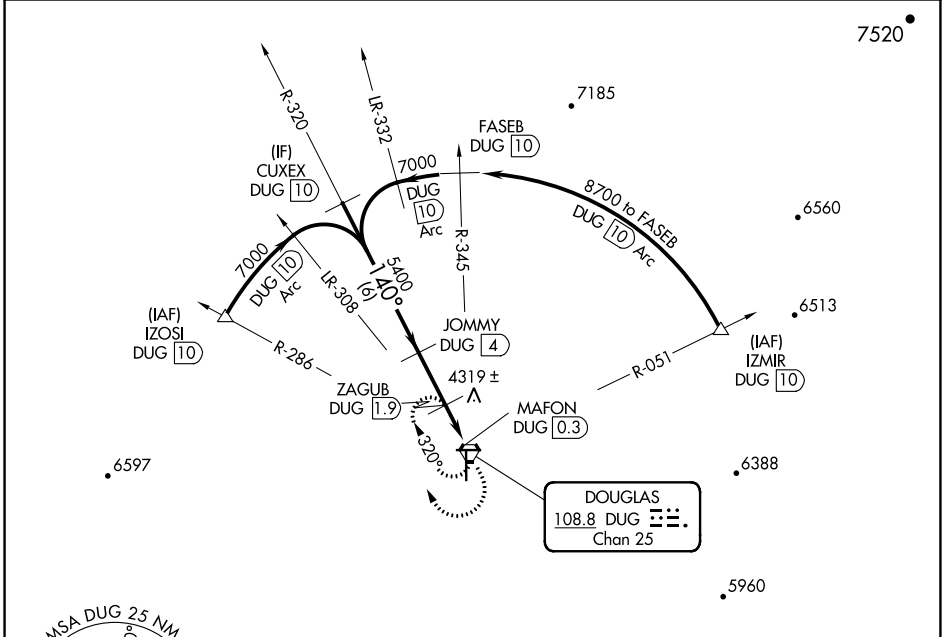 7520
7185
R-320
LR-332
FASEB
DUG 10
(IF)
CUXEX
DUG 10
7000
DUG
10
Arc
8700 to FASEB
DUG 10 Arc
6560
R-345
7000
DUG 10
Arc
LR-308
5400
140°
(6)
(IAF)
IZOSI
DUG 10
R-286
JOMMY
DUG 4
6513
(IAF)
IZMIR
DUG 10
R-051
ZAGUB
DUG 1.9
4319 ±
MAFON
DUG 0.3
320°
6597
6388
DOUGLAS
108.8 DUG
Chan 25
5960
MSA DUG 25 NM